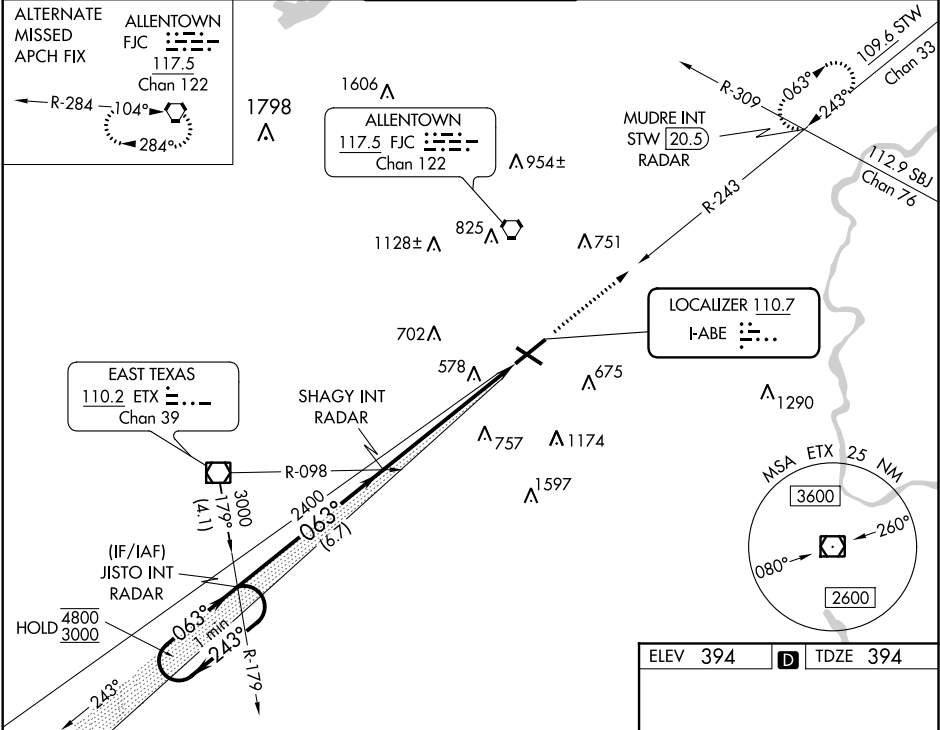 ALTERNATE
MISSED
APCH FIX
ALLENTOWN
FJC
117.5
Chan 122
R-284
104°
284°
1798
1606
ALLENTOWN
117.5 FJC
Chan 122
954±
1128±
825
751
109.6 STW
Chan 33
063°
243°
R-309
MUDRE INT
STW 20.5
RADAR
112.9 SBJ
Chan 76
R-243
LOCALIZER 110.7
I-ABE
702
578
675
1290
757
1174
1597
EAST TEXAS
110.2 ETX
Chan 39
SHAGY INT
RADAR
R-098
3000
179°
(4.1)
2400
063°
(6.7)
(IF/IAF)
JISTO INT
RADAR
HOLD 4800
3000
063°
1 min
243°
R-179
243°
MSA ETX 25 NM
3600
260°
080°
2600
ELEV 394 D TDZE 394